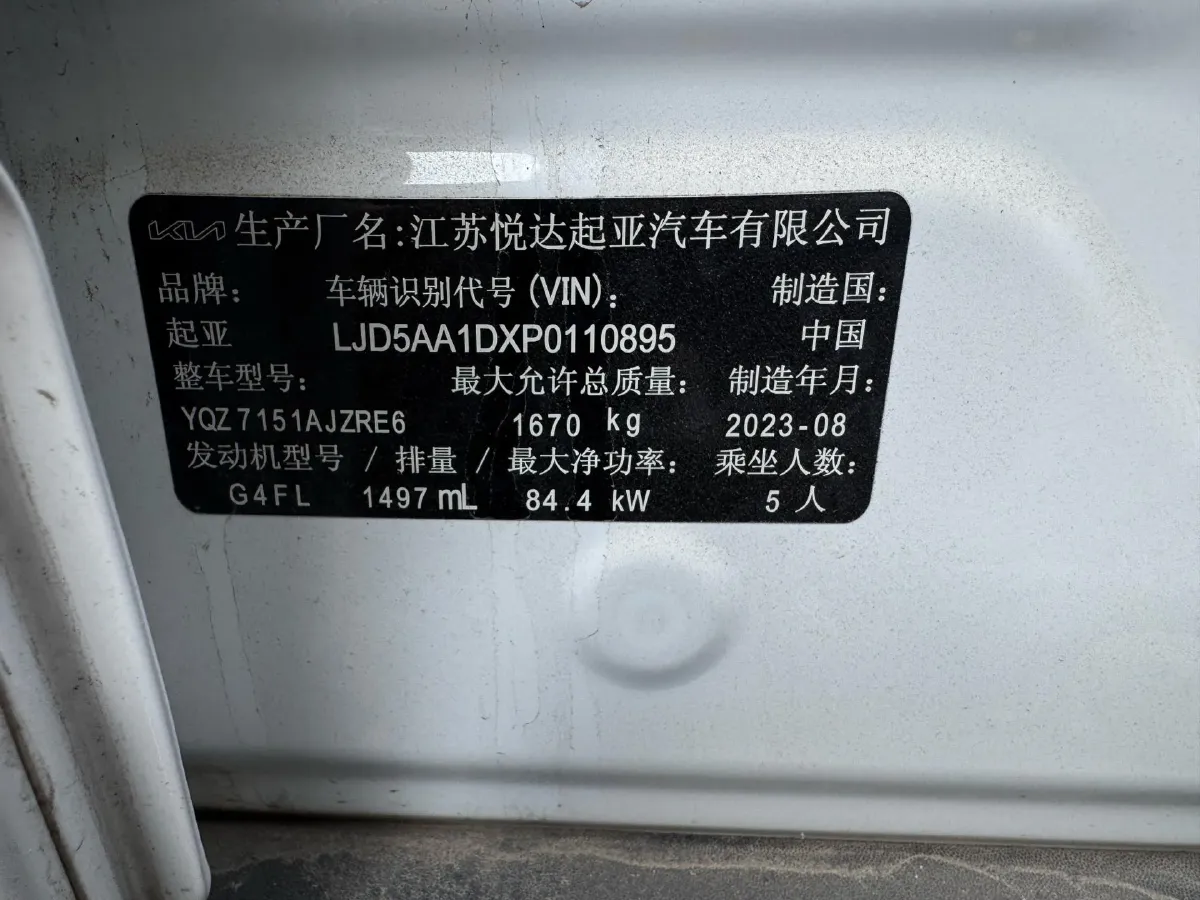 KIA 生产厂名:江苏悦达起亚汽车有限公司
品牌: 车辆识别代号(VIN): 制造国:
起亚 LJD5AA1DXP0110895 中国
整车型号: 最大允许总质量: 制造年月:
YQZ7151AJZRE6 1670 kg 2023-08
发动机型号 / 排量 / 最大净功率: 乘坐人数:
G4FL 1497 mL 84.4 kW 5 人